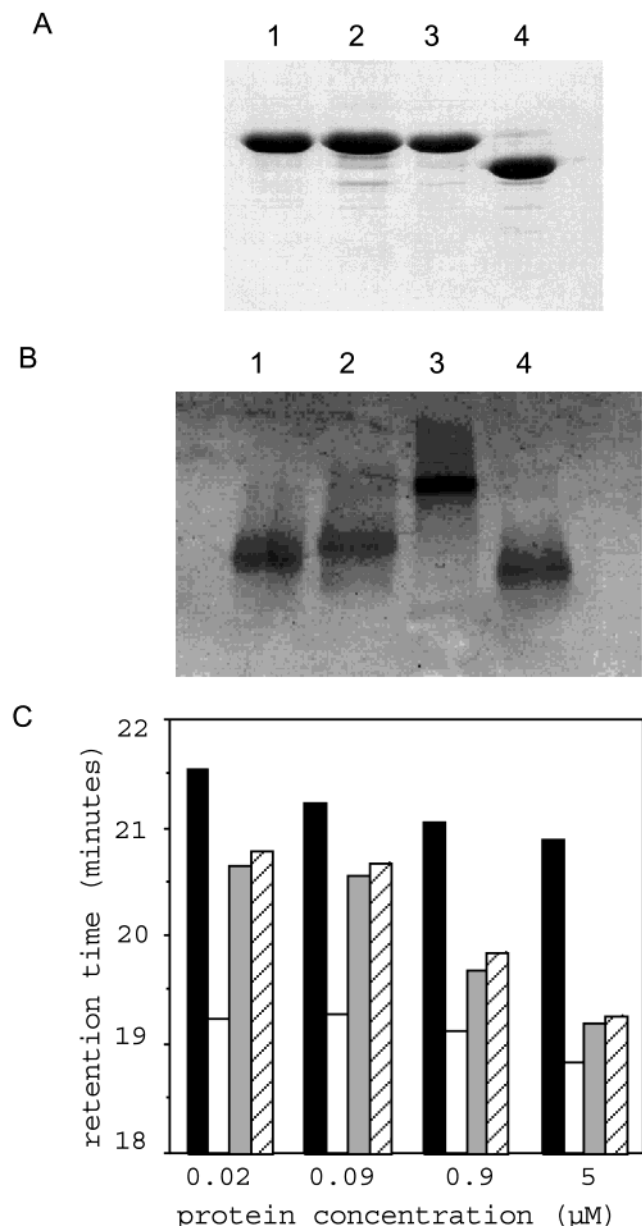 A
1 2 3 4
B
1 2 3 4
C
22
21
20
19
18
retention time (minutes)
0.02 0.09 0.9 5
protein concentration (µM)